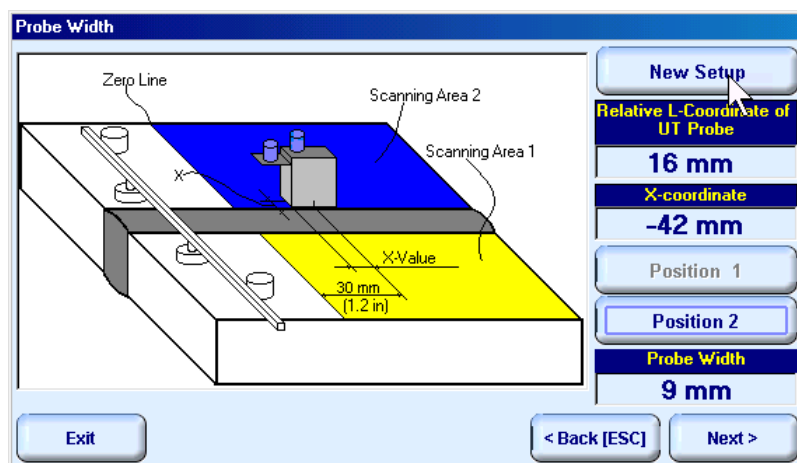 Probe Width
Zero Line
Scanning Area 2
Scanning Area 1
X
X-Value
30 mm
(1.2 in)
New Setup
Relative L-Coordinate of
UT Probe
16 mm
X-coordinate
-42 mm
Position 1
Position 2
Probe Width
9 mm
Exit
< Back [ESC]
Next >